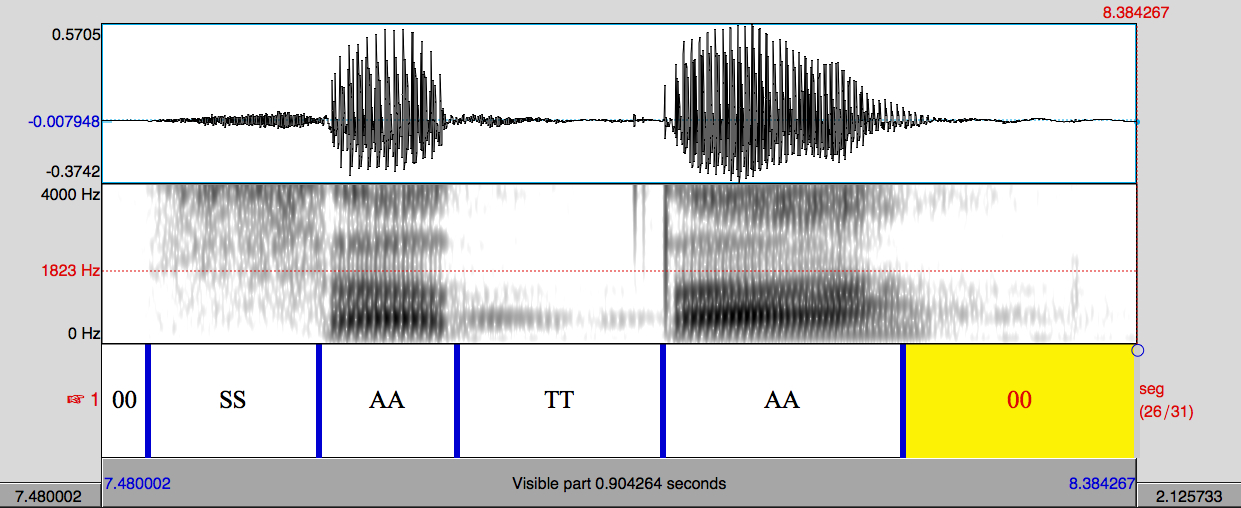 8.384267
0.5705
-0.007948
-0.3742
4000 Hz
1823 Hz
0 Hz
☞ 1 00 SS AA TT AA 00 seg
(26/31)
7.480002 Visible part 0.904264 seconds 8.384267
7.480002 2.125733